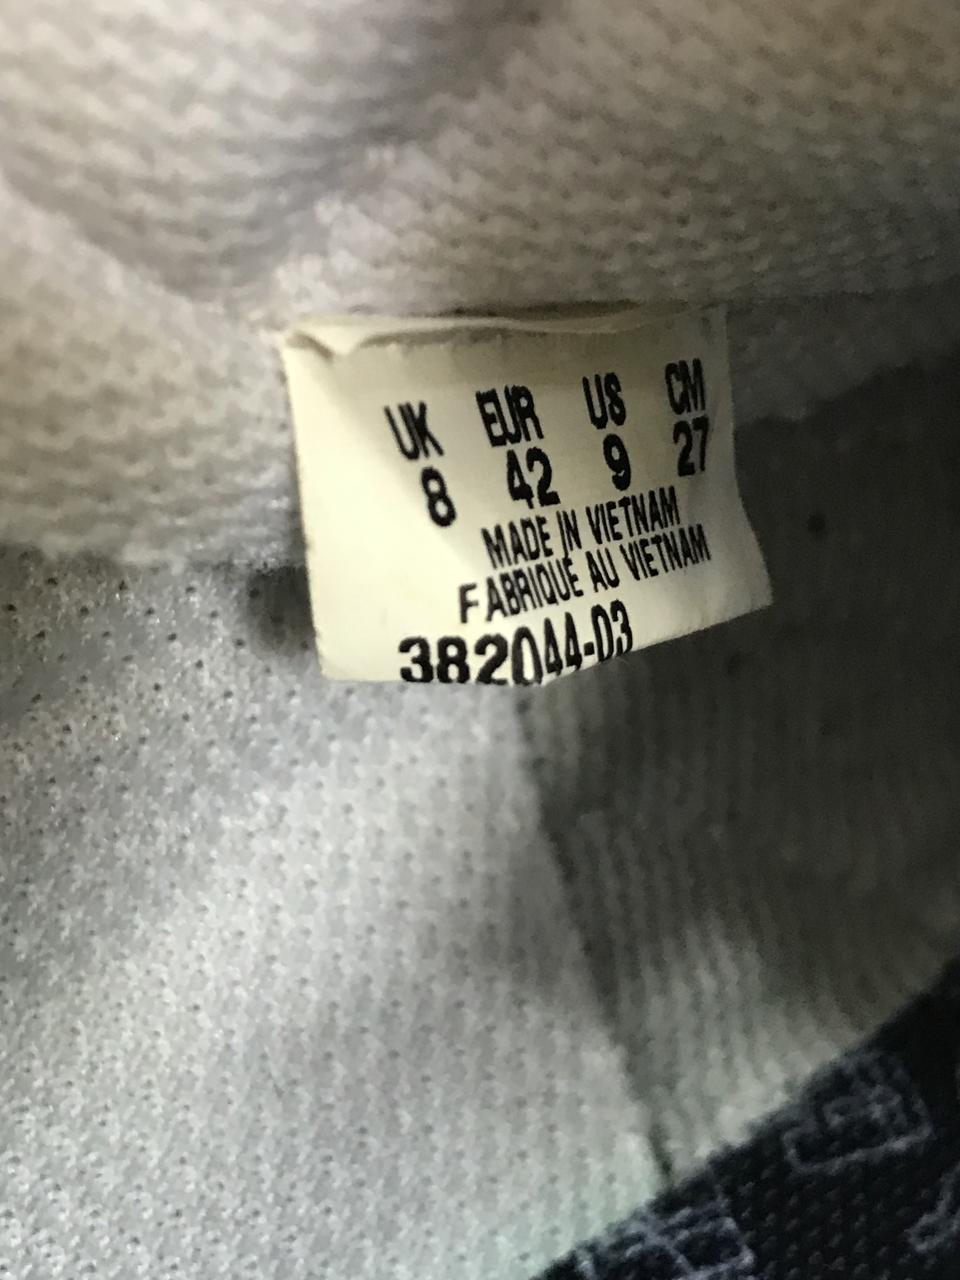 UK EUR US CM
8 42 9 27
MADE IN VIETNAM
FABRIQUE AU VIETNAM
382044-03